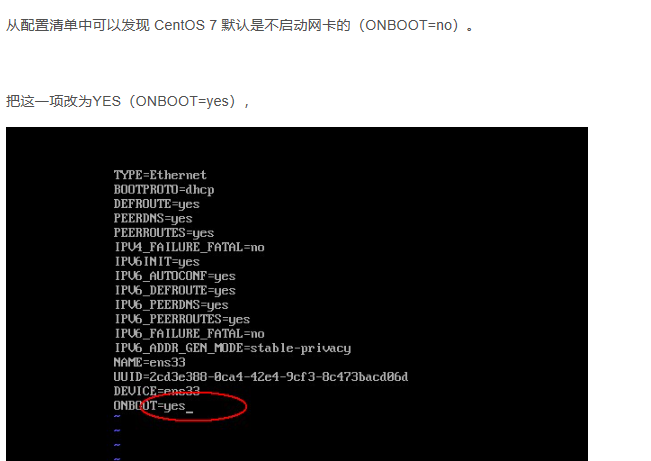 从配置清单中可以发现 CentOS 7 默认是不启动网卡的（ONBOOT=no）。
把这一项改为YES（ONBOOT=yes），
TYPE=Ethernet
BOOTPROTO=dhcp
DEFROUTE=yes
PEERDNS=yes
PEERROUTES=yes
IPV4_FAILURE_FATAL=no
IPV6INIT=yes
IPV6_AUTOCONF=yes
IPV6_DEFROUTE=yes
IPV6_PEERDNS=yes
IPV6_PEERROUTES=yes
IPV6_FAILURE_FATAL=no
IPV6_ADDR_GEN_MODE=stable-privacy
NAME=ens33
UUID=2cd3e388-0ca4-42e4-9cf3-8c473bacd06d
DEVICE=ens33
ONBOOT=yes_
~
~
~
~